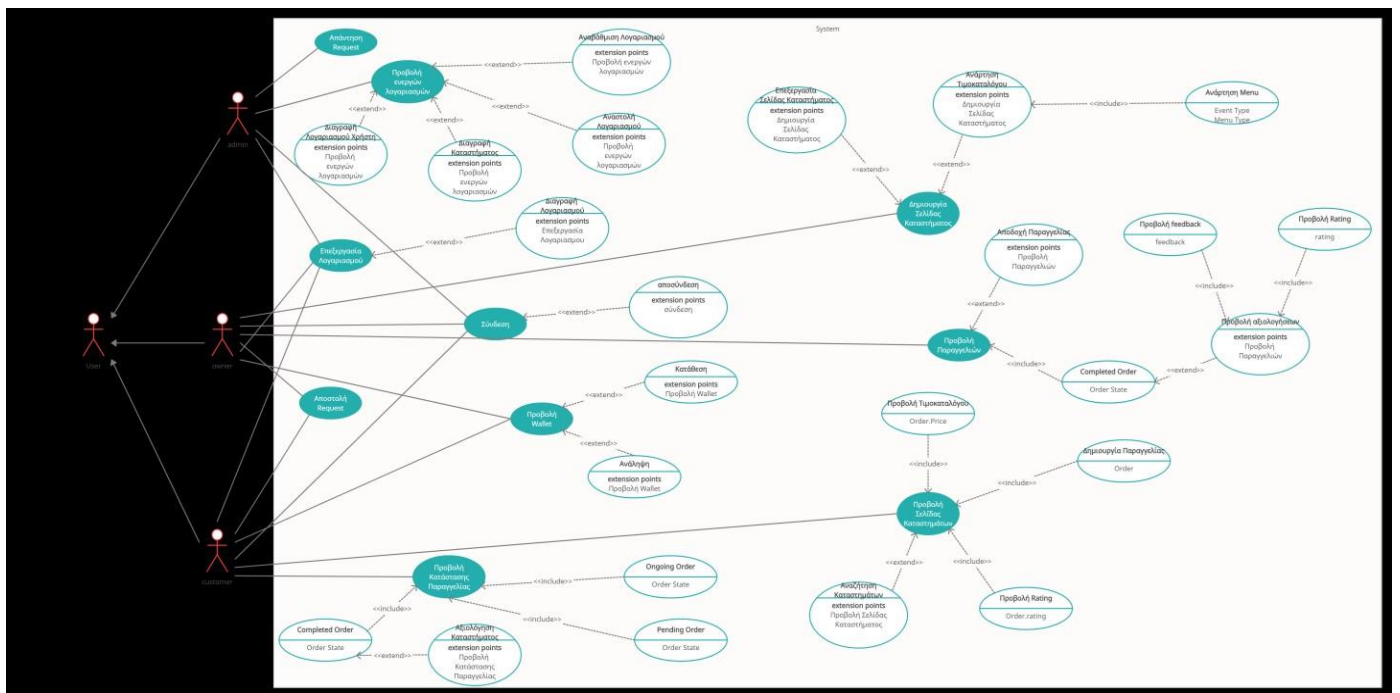 System
Απάντηση
Request
Προβολή
ενεργών
λογαριασμών
<<extend>>
Αναβάθμιση Λογαριασμού
extension points
Προβολή ενεργών
λογαριασμών
<<extend>>
Διαγραφή
Λογαριασμού Χρήστη
extension points
Προβολή
ενεργών
λογαριασμών
<<extend>>
Διαγραφή
Καταστήματος
extension points
Προβολή
ενεργών
λογαριασμών
<<extend>>
Αναστολή
Λογαριασμού
extension points
Προβολή
ενεργών
λογαριασμών
admin
Επεξεργασία
Σελίδας Καταστήματος
extension points
Δημιουργία
Σελίδας
Καταστήματος
<<extend>>
Ανάρτηση
Τιμοκαταλόγου
extension points
Δημιουργία
Σελίδας
Καταστήματος
<<extend>>
<<include>>
Ανάρτηση Menu
Event Type
Menu Type
Δημιουργία
Σελίδας
Καταστήματος
Διαγραφή
Λογαριασμού
extension points
Επεξεργασία
Λογαριασμου
<<extend>>
Επεξεργασία
Λογαριασμού
Αποδοχή Παραγγελίας
extension points
Προβολή
Παραγγελιών
<<extend>>
Προβολή feedback
feedback
<<include>>
Προβολή Rating
rating
<<include>>
αποσύνδεση
extension points
σύνδεση
<<extend>>
Σύνδεση
User
owner
Προβολή
Παραγγελιών
<<include>>
Completed Order
Order State
<<extend>>
Προβολή αξιολογήσεων
extension points
Προβολή
Παραγγελιών
Αποστολή
Request
Κατάθεση
extension points
Προβολή Wallet
<<extend>>
Προβολή
Wallet
<<extend>>
Ανάληψη
extension points
Προβολή Wallet
Προβολή Τιμοκαταλόγου
Order.Price
<<include>>
Δημιουργία Παραγγελίας
Order
<<include>>
Προβολή
Σελίδας
Καταστημάτων
<<extend>>
<<include>>
Αναζήτηση
Καταστημάτων
extension points
Προβολή Σελίδας
Καταστήματος
Προβολή Rating
Order.rating
customer
Προβολή
Κατάστασης
Παραγγελίας
<<include>>
Ongoing Order
Order State
<<include>>
Completed Order
Order State
<<extend>>
Αξιολόγηση
Καταστήματος
extension points
Προβολή
Κατάστασης
Παραγγελίας
<<include>>
Pending Order
Order State